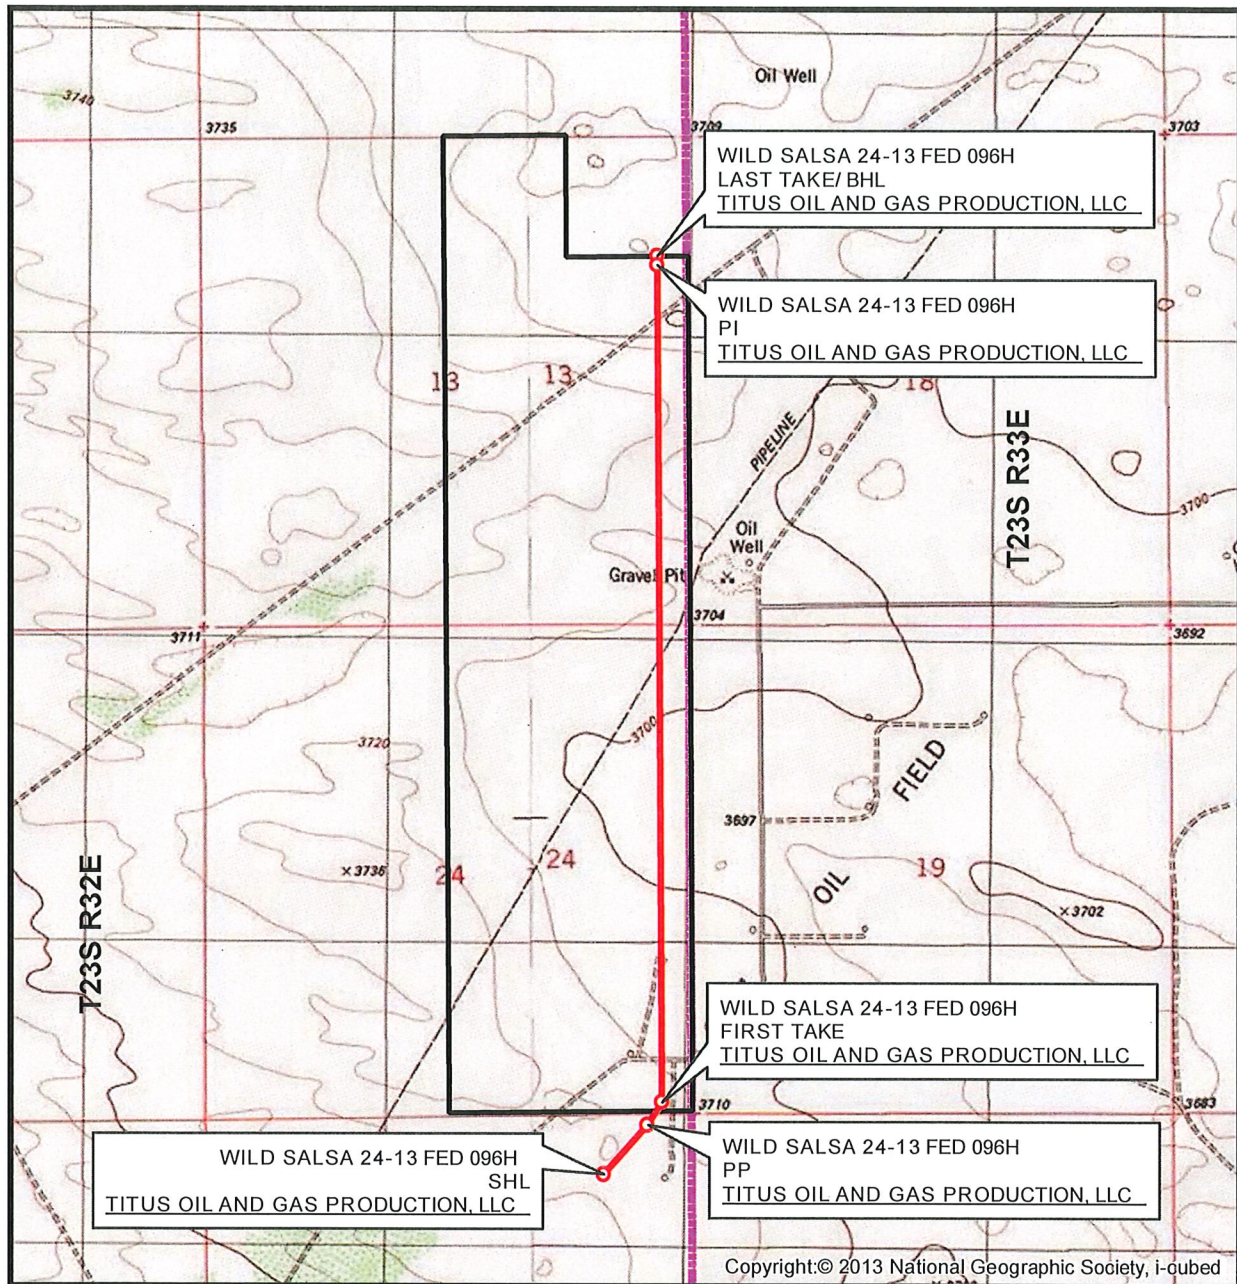 Oil Well
3740
3735
3709
3703
WILD SALSA 24-13 FED 096H
LAST TAKE/ BHL
TITUS OIL AND GAS PRODUCTION, LLC
WILD SALSA 24-13 FED 096H
PI
TITUS OIL AND GAS PRODUCTION, LLC
13
13
18
T23S R33E
PIPELINE
3700
Oil
Well
Gravel Pit
3704
3711
3692
3700
3720
FIELD
3697
×3736
24
24
19
OIL
×3702
T23S R32E
WILD SALSA 24-13 FED 096H
FIRST TAKE
TITUS OIL AND GAS PRODUCTION, LLC
3710
3683
WILD SALSA 24-13 FED 096H
SHL
TITUS OIL AND GAS PRODUCTION, LLC
WILD SALSA 24-13 FED 096H
PP
TITUS OIL AND GAS PRODUCTION, LLC
Copyright:© 2013 National Geographic Society, i-cubed